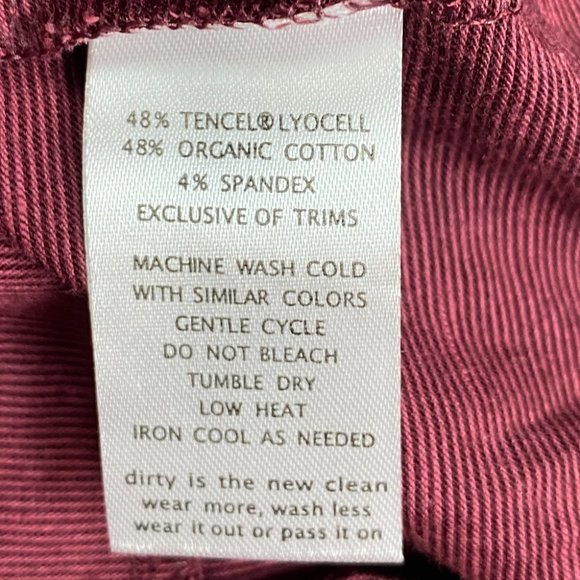 48% TENCEL® LYOCELL
48% ORGANIC COTTON
4% SPANDEX
EXCLUSIVE OF TRIMS
MACHINE WASH COLD
WITH SIMILAR COLORS
GENTLE CYCLE
DO NOT BLEACH
TUMBLE DRY
LOW HEAT
IRON COOL AS NEEDED
dirty is the new clean
wear more, wash less
wear it out or pass it on